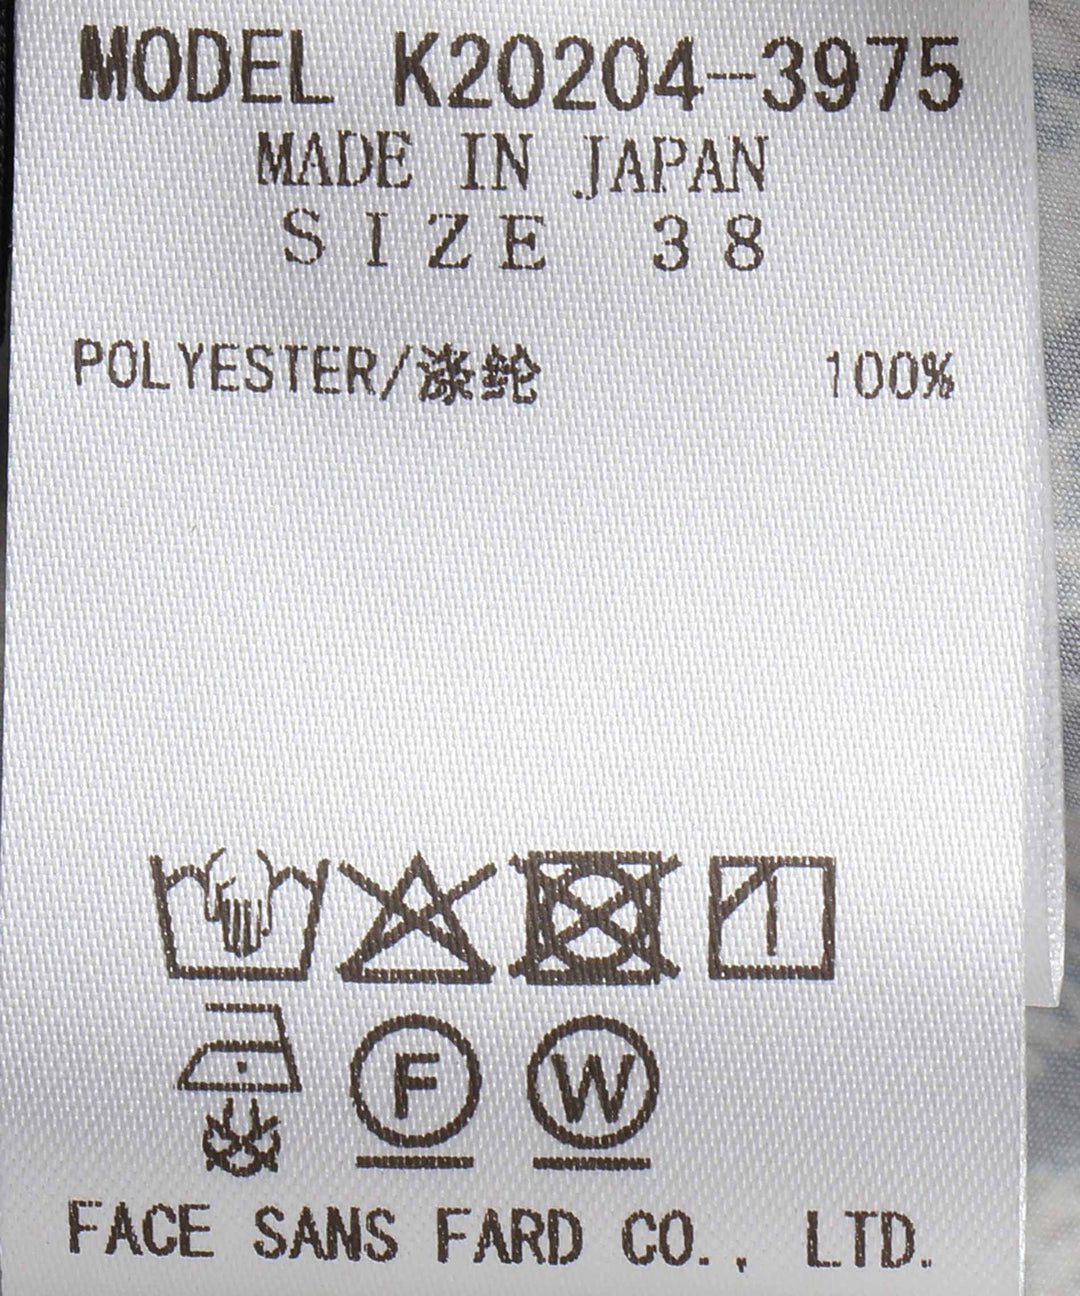 MODEL K20204-3975
MADE IN JAPAN
SIZE 38
POLYESTER/涤纶 100%
F W
FACE SANS FARD CO., LTD.